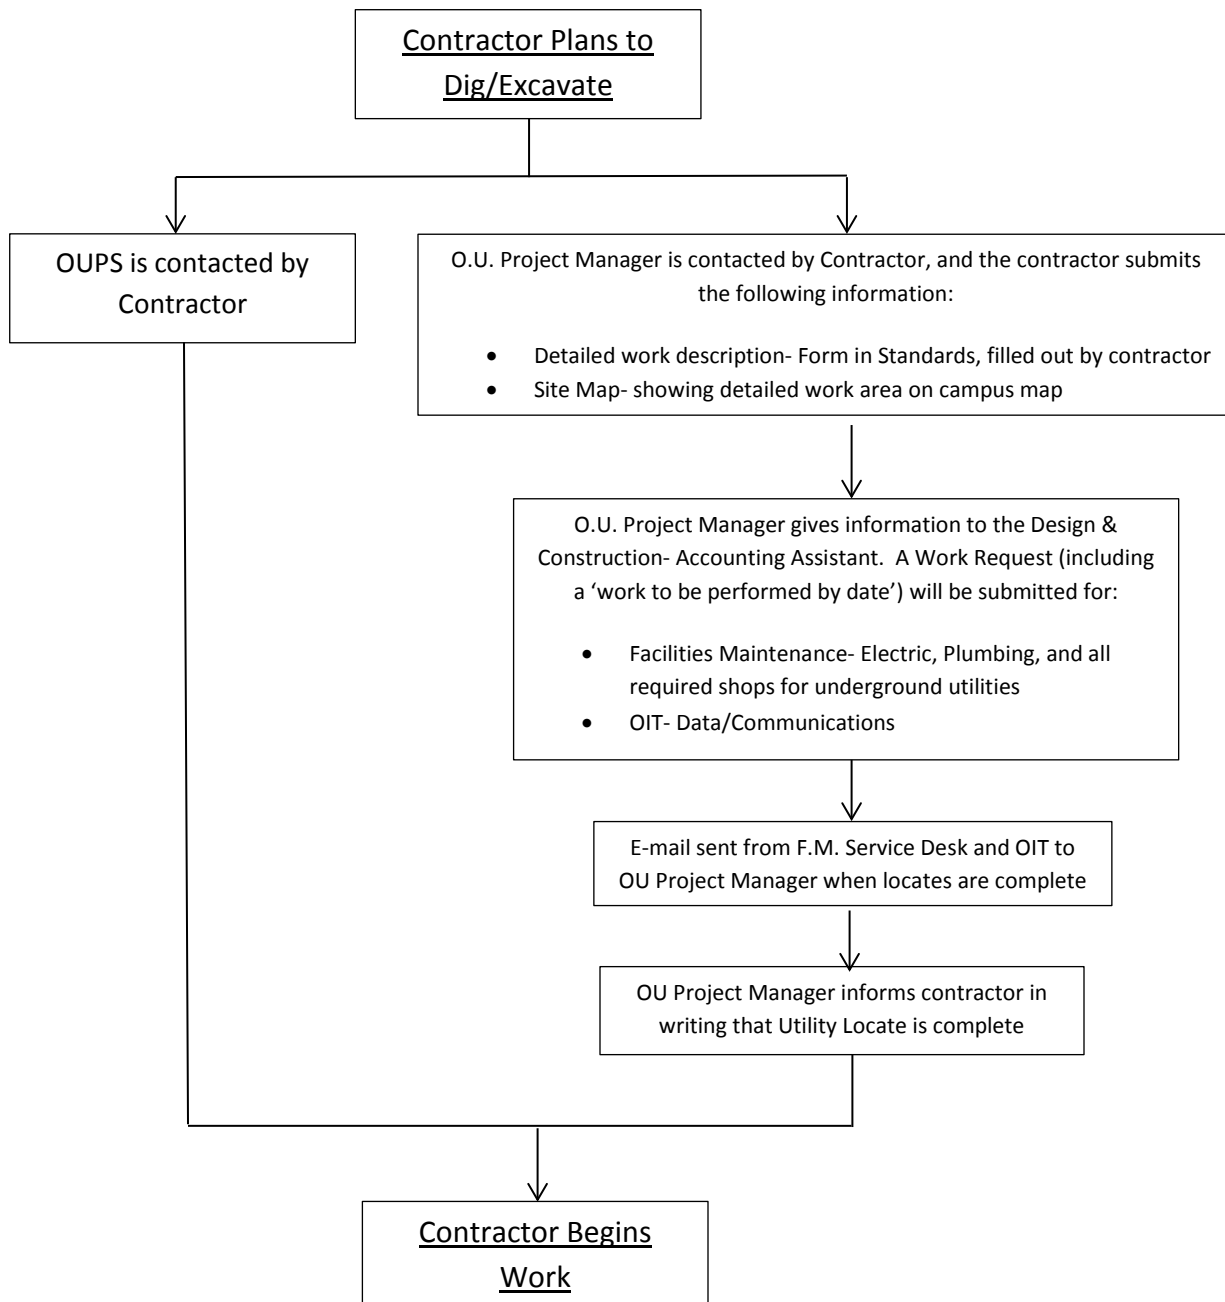 Contractor Plans to
Dig/Excavate
OUPS is contacted by
Contractor
O.U. Project Manager is contacted by Contractor, and the contractor submits
the following information:
• Detailed work description- Form in Standards, filled out by contractor
• Site Map- showing detailed work area on campus map
O.U. Project Manager gives information to the Design &
Construction- Accounting Assistant.  A Work Request (including
a ‘work to be performed by date’) will be submitted for:
• Facilities Maintenance- Electric, Plumbing, and all
required shops for underground utilities
• OIT- Data/Communications
E-mail sent from F.M. Service Desk and OIT to
OU Project Manager when locates are complete
OU Project Manager informs contractor in
writing that Utility Locate is complete
Contractor Begins
Work